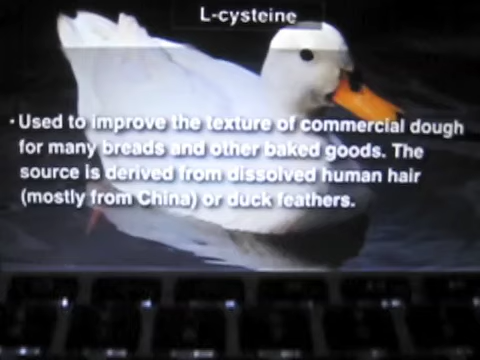 L-cysteine
• Used to improve the texture of commercial dough
for many breads and other baked goods. The
source is derived from dissolved human hair
(mostly from China) or duck feathers.